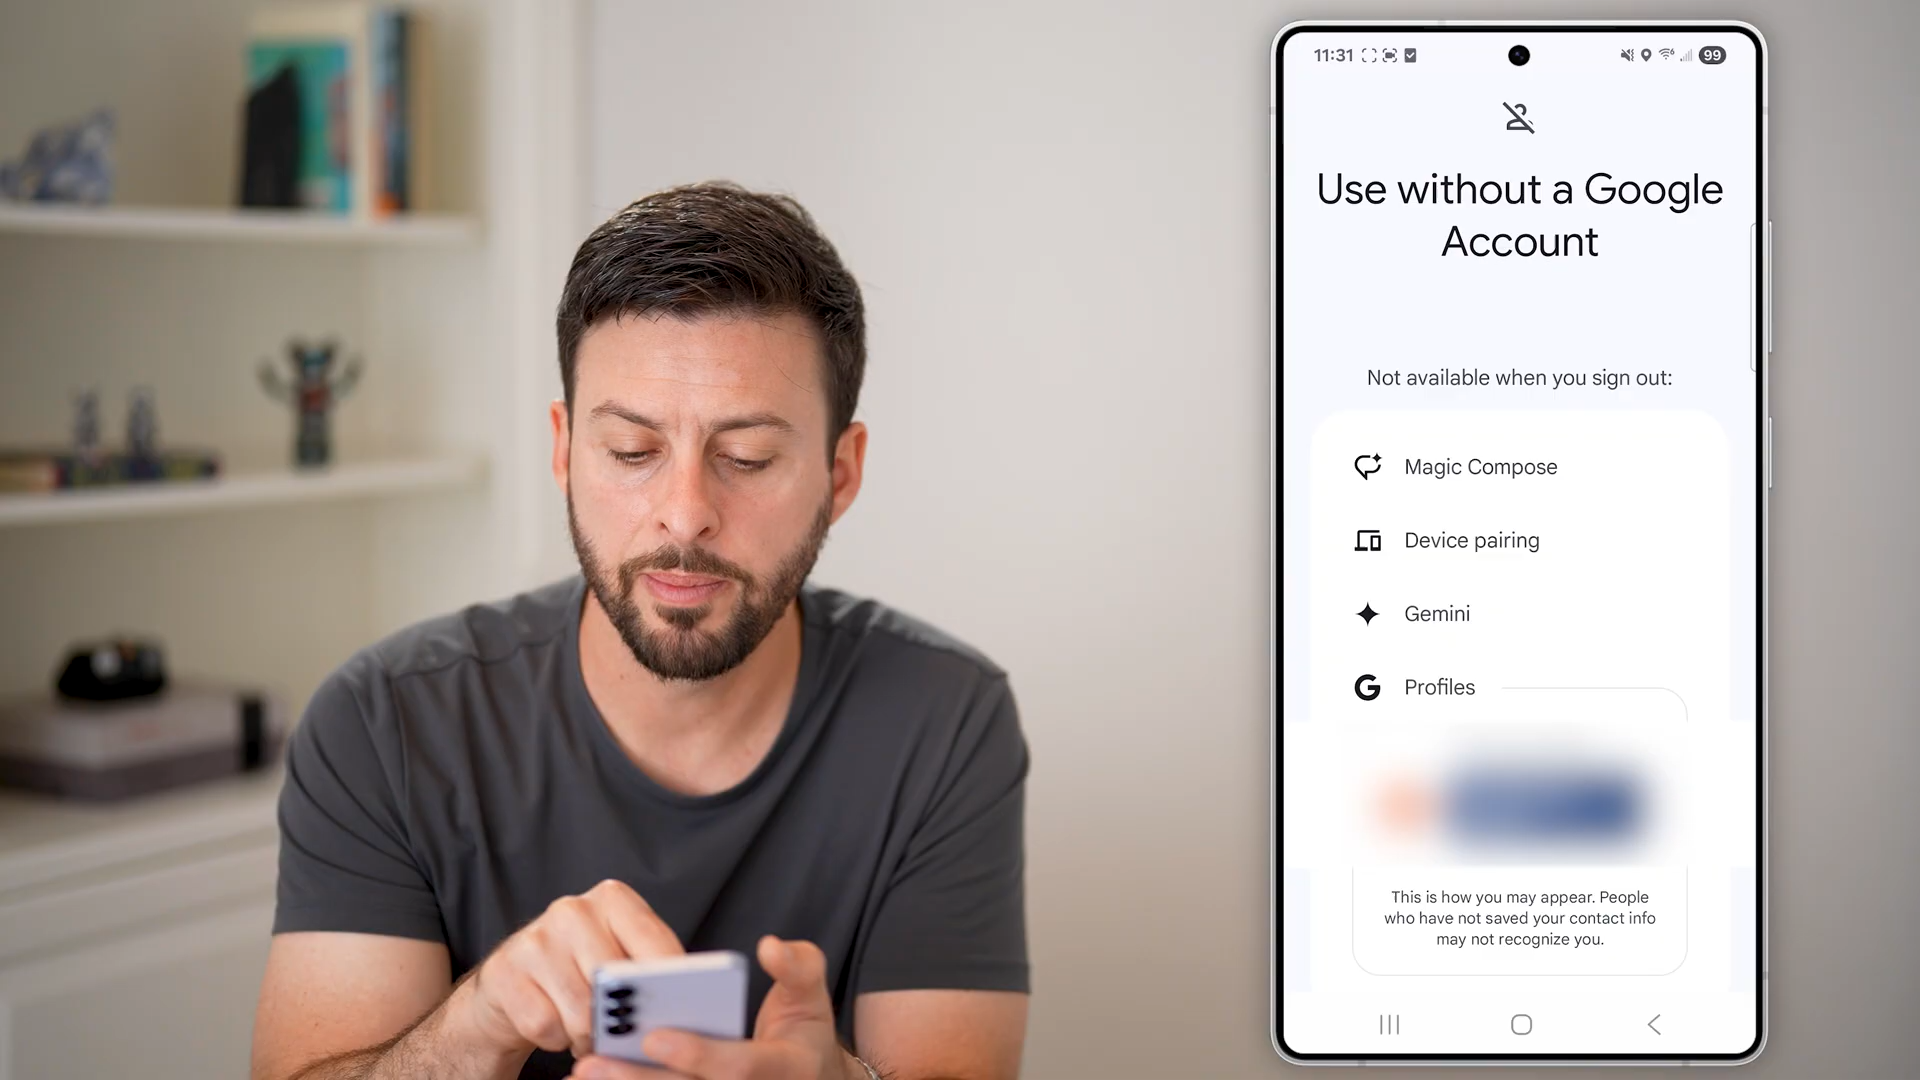 11:31
99
Use without a Google
Account
Not available when you sign out:
Magic Compose
Device pairing
Gemini
Profiles
This is how you may appear. People
who have not saved your contact info
may not recognize you.